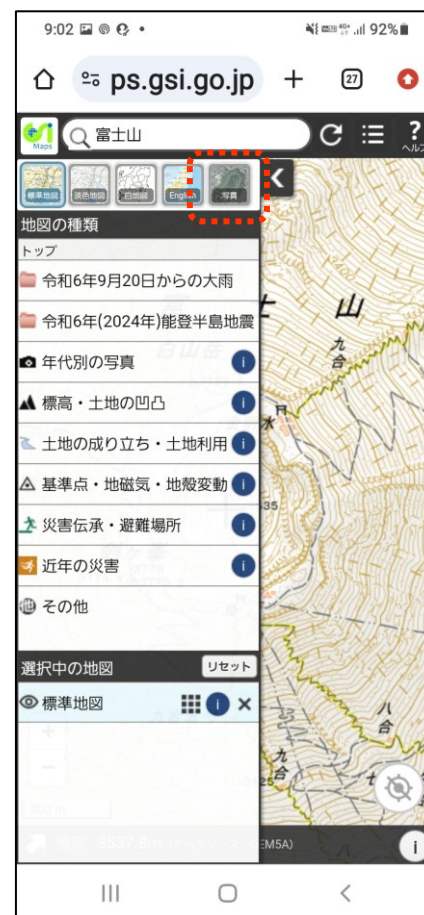 9:02
92%
ps.gsi.go.jp
27
Maps
富士山
ヘルプ
標準地図
淡色地図
白地図
English
写真
地図の種類
トップ
令和6年9月20日からの大雨
令和6年(2024年)能登半島地震
年代別の写真
標高・土地の凹凸
土地の成り立ち・土地利用
基準点・地磁気・地殻変動
災害伝承・避難場所
近年の災害
その他
選択中の地図
リセット
標準地図
士
山
九合
水
八合
九合
七
300 m
3537.8m
EM5A)